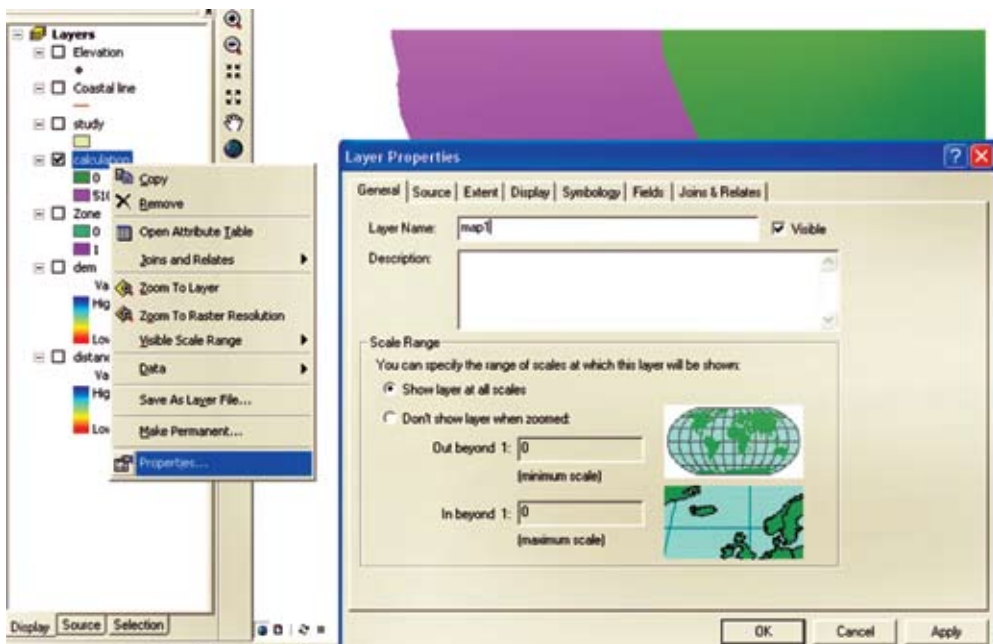 Layers
Elevation
Coastal line
study
calculation
0
510
Zone
0
1
dem
Va
Hig
Low
distanc
Va
Hig
Low
Copy
Remove
Open Attribute Table
Joins and Relates
Zoom To Layer
Zoom To Raster Resolution
Visible Scale Range
Data
Save As Layer File...
Make Permanent...
Properties...
Display Source Selection
Layer Properties
General Source Extent Display Symbology Fields Joins & Relates
Layer Name: map1 Visible
Description:
Scale Range
You can specify the range of scales at which this layer will be shown:
Show layer at all scales
Don't show layer when zoomed:
Out beyond 1: 0
(minimum scale)
In beyond 1: 0
(maximum scale)
OK Cancel Apply